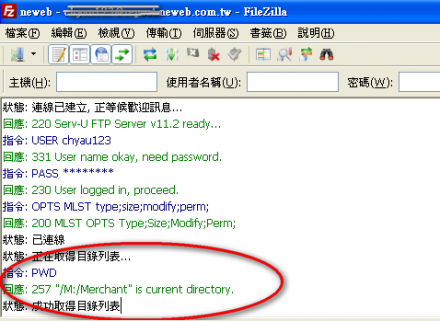 neweb - neweb.com.tw - FileZilla
檔案(F) 編輯(E) 檢視(V) 傳輸(T) 伺服器(S) 書籤(B) 說明(H)
主機(H): 使用者名稱(U): 密碼(W):
狀態: 連線已建立, 正等候歡迎訊息...
回應: 220 Serv-U FTP Server v11.2 ready...
指令: USER chyau123
回應: 331 User name okay, need password.
指令: PASS ********
回應: 230 User logged in, proceed.
指令: OPTS MLST type;size;modify;perm;
回應: 200 MLST OPTS Type;Size;Modify;Perm;
狀態: 已連線
狀態: 正在取得目錄列表...
指令: PWD
回應: 257 "/M:/Merchant" is current directory.
狀態: 成功取得目錄列表